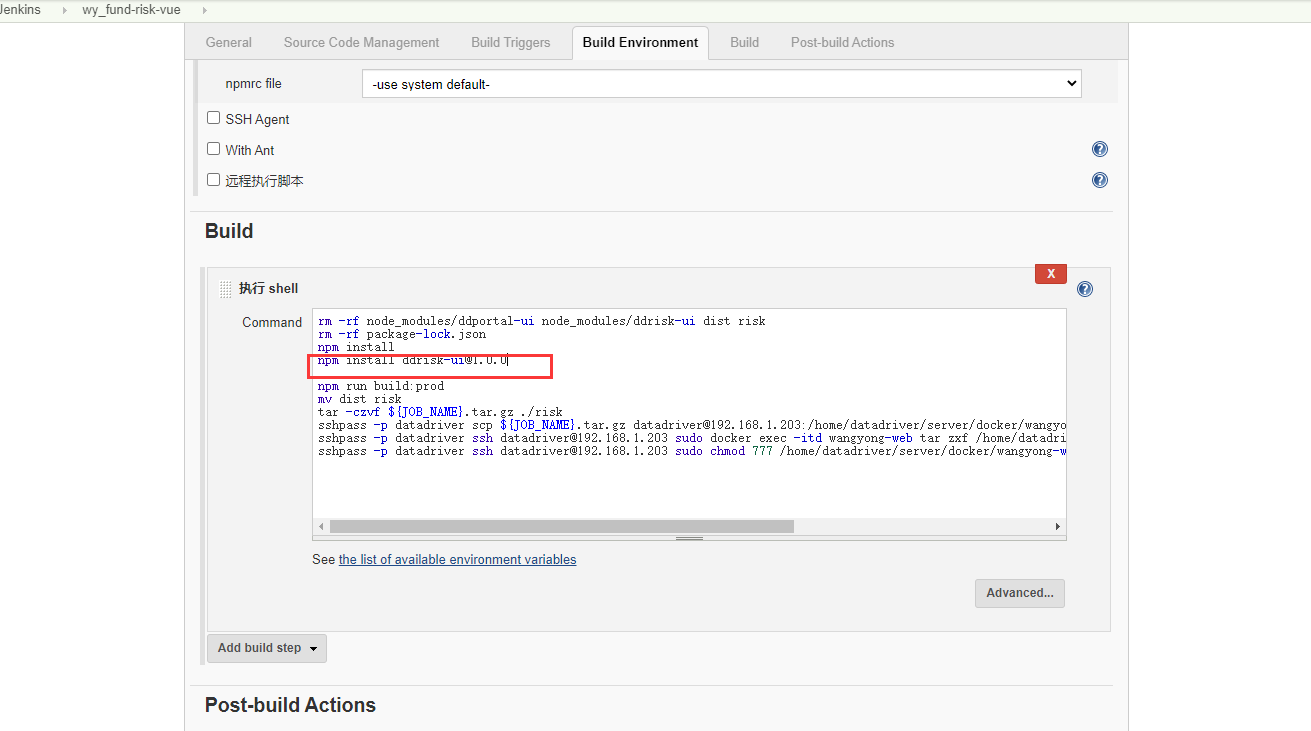 Jenkins wy_fund-risk-vue
General Source Code Management Build Triggers Build Environment Build Post-build Actions
npmrc file -use system default-
SSH Agent
With Ant
远程执行脚本
Build
X
执行 shell
Command
rm -rf node_modules/ddportal-ui node_modules/ddrisk-ui dist risk
rm -rf package-lock.json
npm install
npm install ddrisk-ui@1.0.0
npm run build:prod
mv dist risk
tar -czvf ${JOB_NAME}.tar.gz ./risk
sshpass -p datadriver scp ${JOB_NAME}.tar.gz datadriver@192.168.1.203:/home/datadriver/server/docker/wangyo
sshpass -p datadriver ssh datadriver@192.168.1.203 sudo docker exec -itd wangyong-web tar zxf /home/datadri
sshpass -p datadriver ssh datadriver@192.168.1.203 sudo chmod 777 /home/datadriver/server/docker/wangyong-w
See the list of available environment variables
Advanced...
Add build step
Post-build Actions